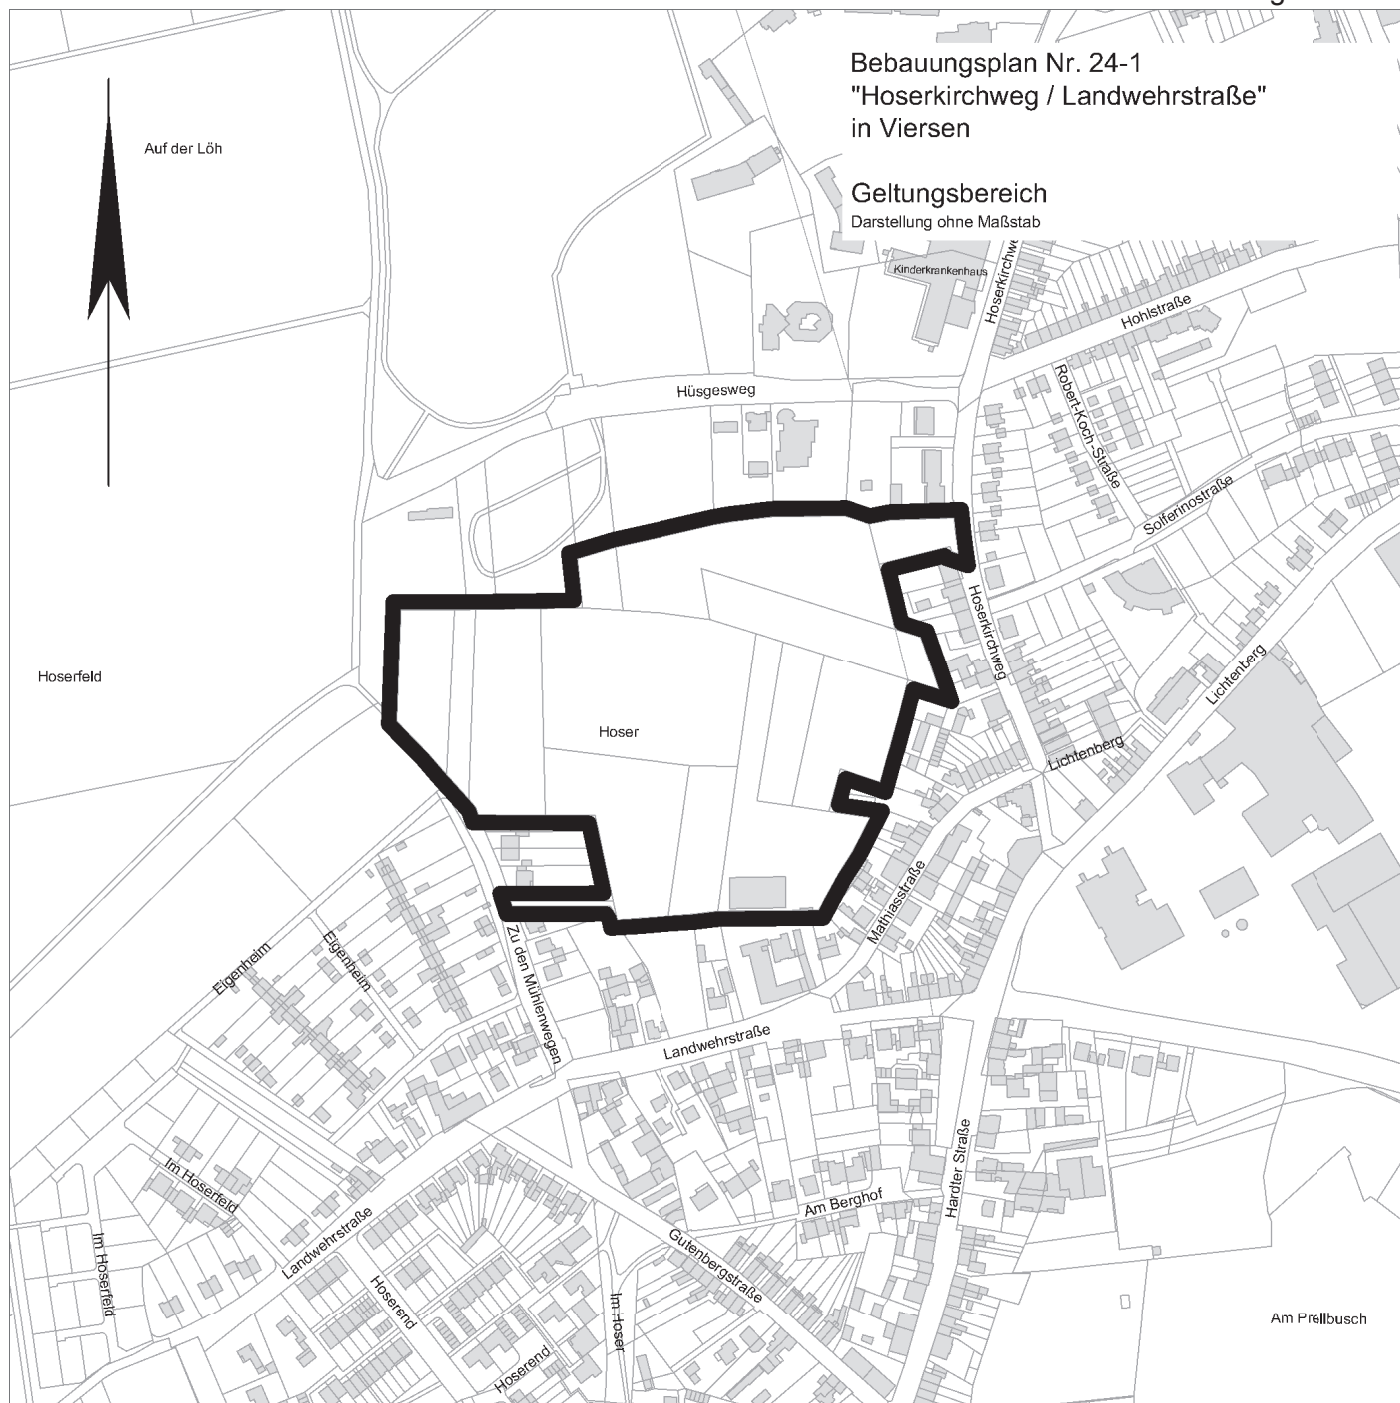 Bebauungsplan Nr. 24-1
"Hoserkirchweg / Landwehrstraße"
in Viersen
Geltungsbereich
Darstellung ohne Maßstab
Auf der Löh
Kinderkrankenhaus
Hoserkirchweg
Hohlstraße
Hüsgesweg
Robert-Koch-Straße
Solferinostraße
Hoserkirchweg
Hoserfeld
Hoser
Lichtenberg
Lichtenberg
Mathiasstraße
Eigenheim
Eigenheim
Zu den Mühlenwegen
Landwehrstraße
Hardter Straße
Im Hoserfeld
Am Berghof
Landwehrstraße
Gutenbergstraße
Im Hoserfeld
Hoserend
Im Hoser
Hoserend
Am Prellbusch